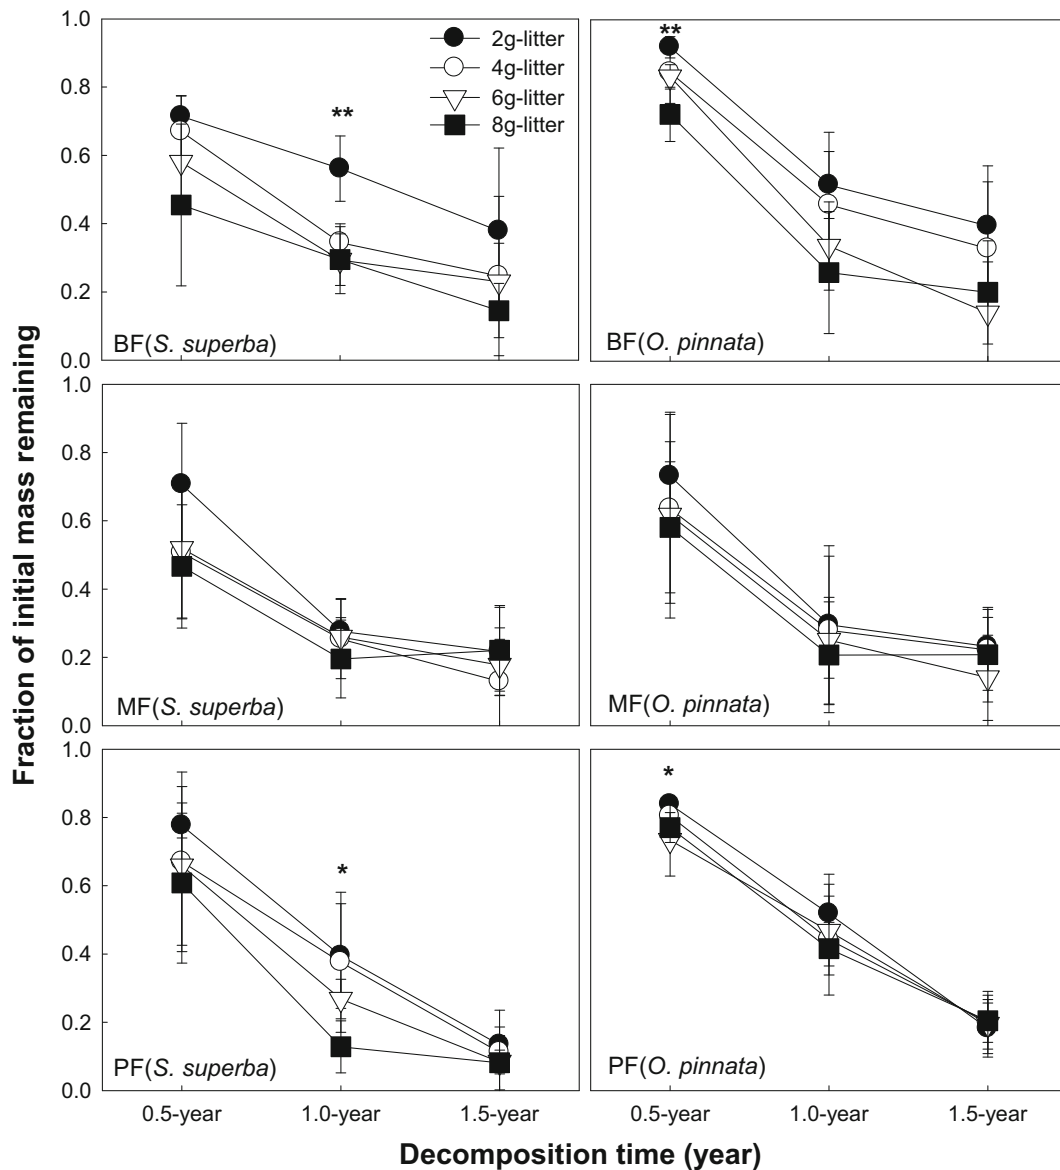 Fraction of initial mass remaining
1.0
0.8
0.6
0.4
0.2
0.0
**
2g-litter
4g-litter
6g-litter
8g-litter
BF(S. superba)
**
BF(O. pinnata)
0.8
0.6
0.4
0.2
0.0
MF(S. superba)
MF(O. pinnata)
1.0
0.8
0.6
0.4
0.2
0.0
*
PF(S. superba)
*
PF(O. pinnata)
0.5-year 1.0-year 1.5-year 0.5-year 1.0-year 1.5-year
Decomposition time (year)